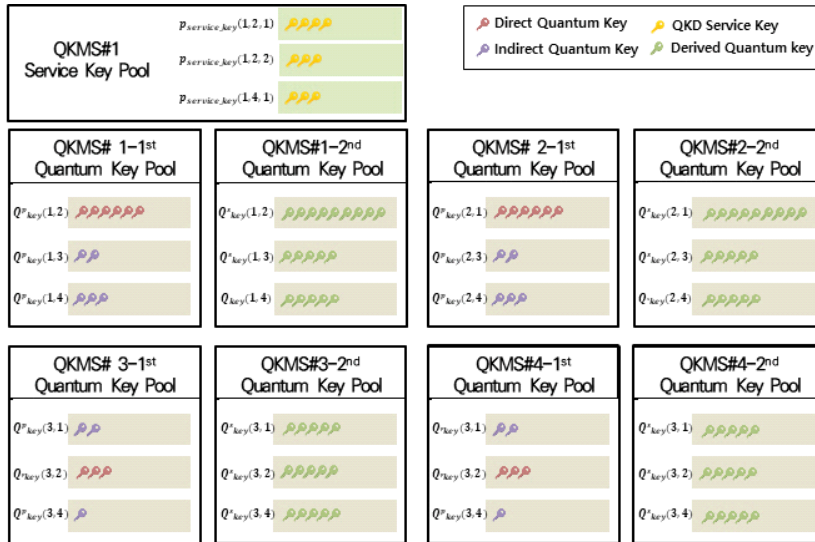 QKMS#1
Service Key Pool
p_service_key(1,2,1)
p_service_key(1,2,2)
p_service_key(1,4,1)
Direct Quantum Key
QKD Service Key
Indirect Quantum Key
Derived Quantum key
QKMS# 1-1st
Quantum Key Pool
Q^p_key(1,2)
Q^p_key(1,3)
Q^p_key(1,4)
QKMS#1-2nd
Quantum Key Pool
Q^s_key(1,2)
Q^s_key(1,3)
Q_key(1,4)
QKMS# 2-1st
Quantum Key Pool
Q^p_key(2,1)
Q^p_key(2,3)
Q^p_key(2,4)
QKMS#2-2nd
Quantum Key Pool
Q^s_key(2,1)
Q^s_key(2,3)
Q_key(2,4)
QKMS# 3-1st
Quantum Key Pool
Q^p_key(3,1)
Q_key(3,2)
Q^p_key(3,4)
QKMS#3-2nd
Quantum Key Pool
Q^s_key(3,1)
Q^s_key(3,2)
Q^s_key(3,4)
QKMS#4-1st
Quantum Key Pool
Q_key(3,1)
Q_key(3,2)
Q^p_key(3,4)
QKMS#4-2nd
Quantum Key Pool
Q^s_key(3,1)
Q^s_key(3,2)
Q^s_key(3,4)